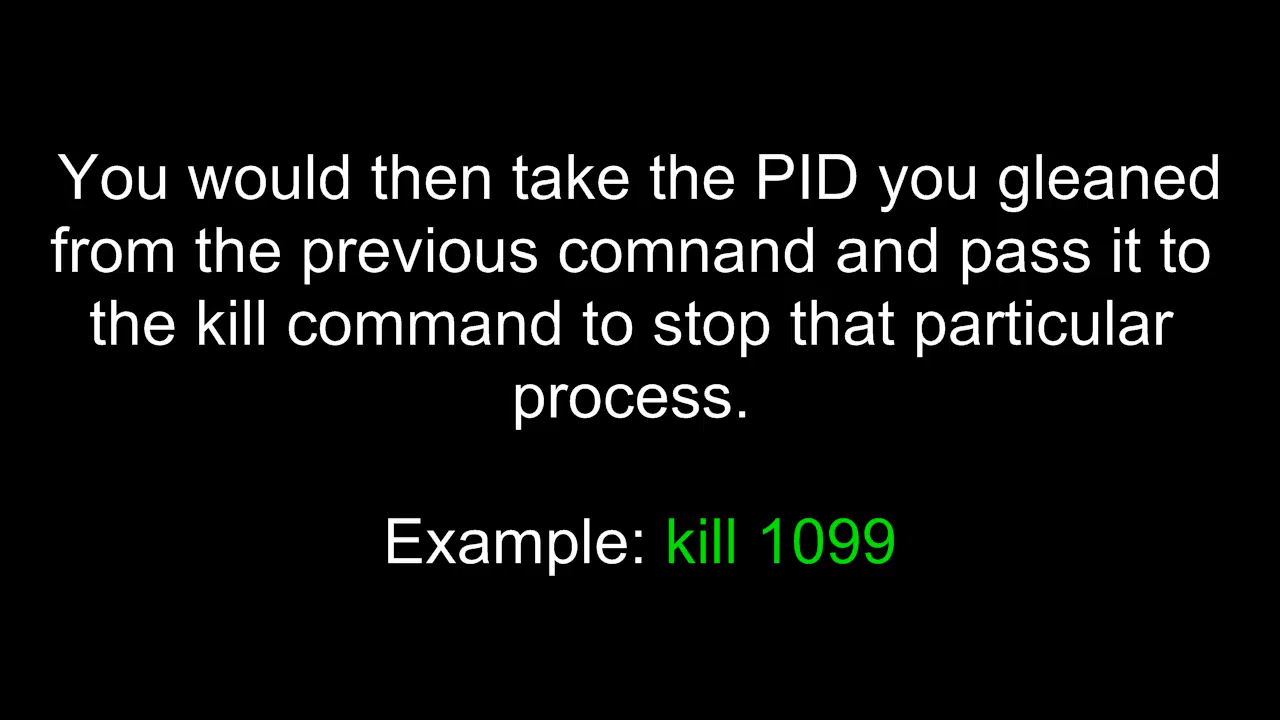 You would then take the PID you gleaned
from the previous comnand and pass it to
the kill command to stop that particular
process.
Example: kill 1099